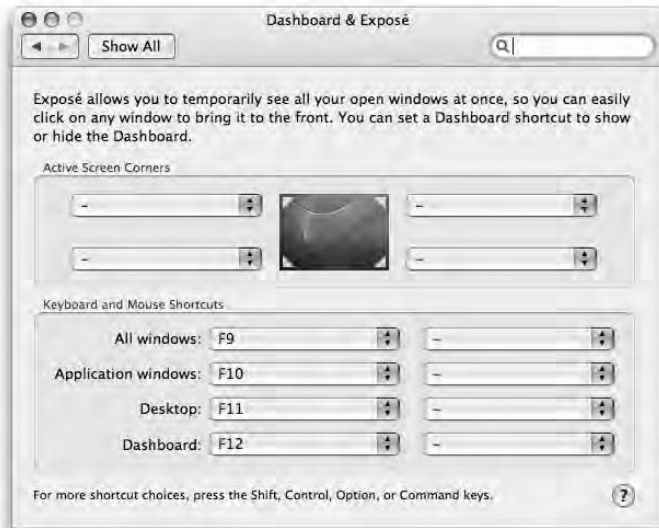 Dashboard & Exposé
Show All
Exposé allows you to temporarily see all your open windows at once, so you can easily
click on any window to bring it to the front. You can set a Dashboard shortcut to show
or hide the Dashboard.
Active Screen Corners
– –
– –
Keyboard and Mouse Shortcuts
All windows: F9 –
Application windows: F10 –
Desktop: F11 –
Dashboard: F12 –
For more shortcut choices, press the Shift, Control, Option, or Command keys. ?